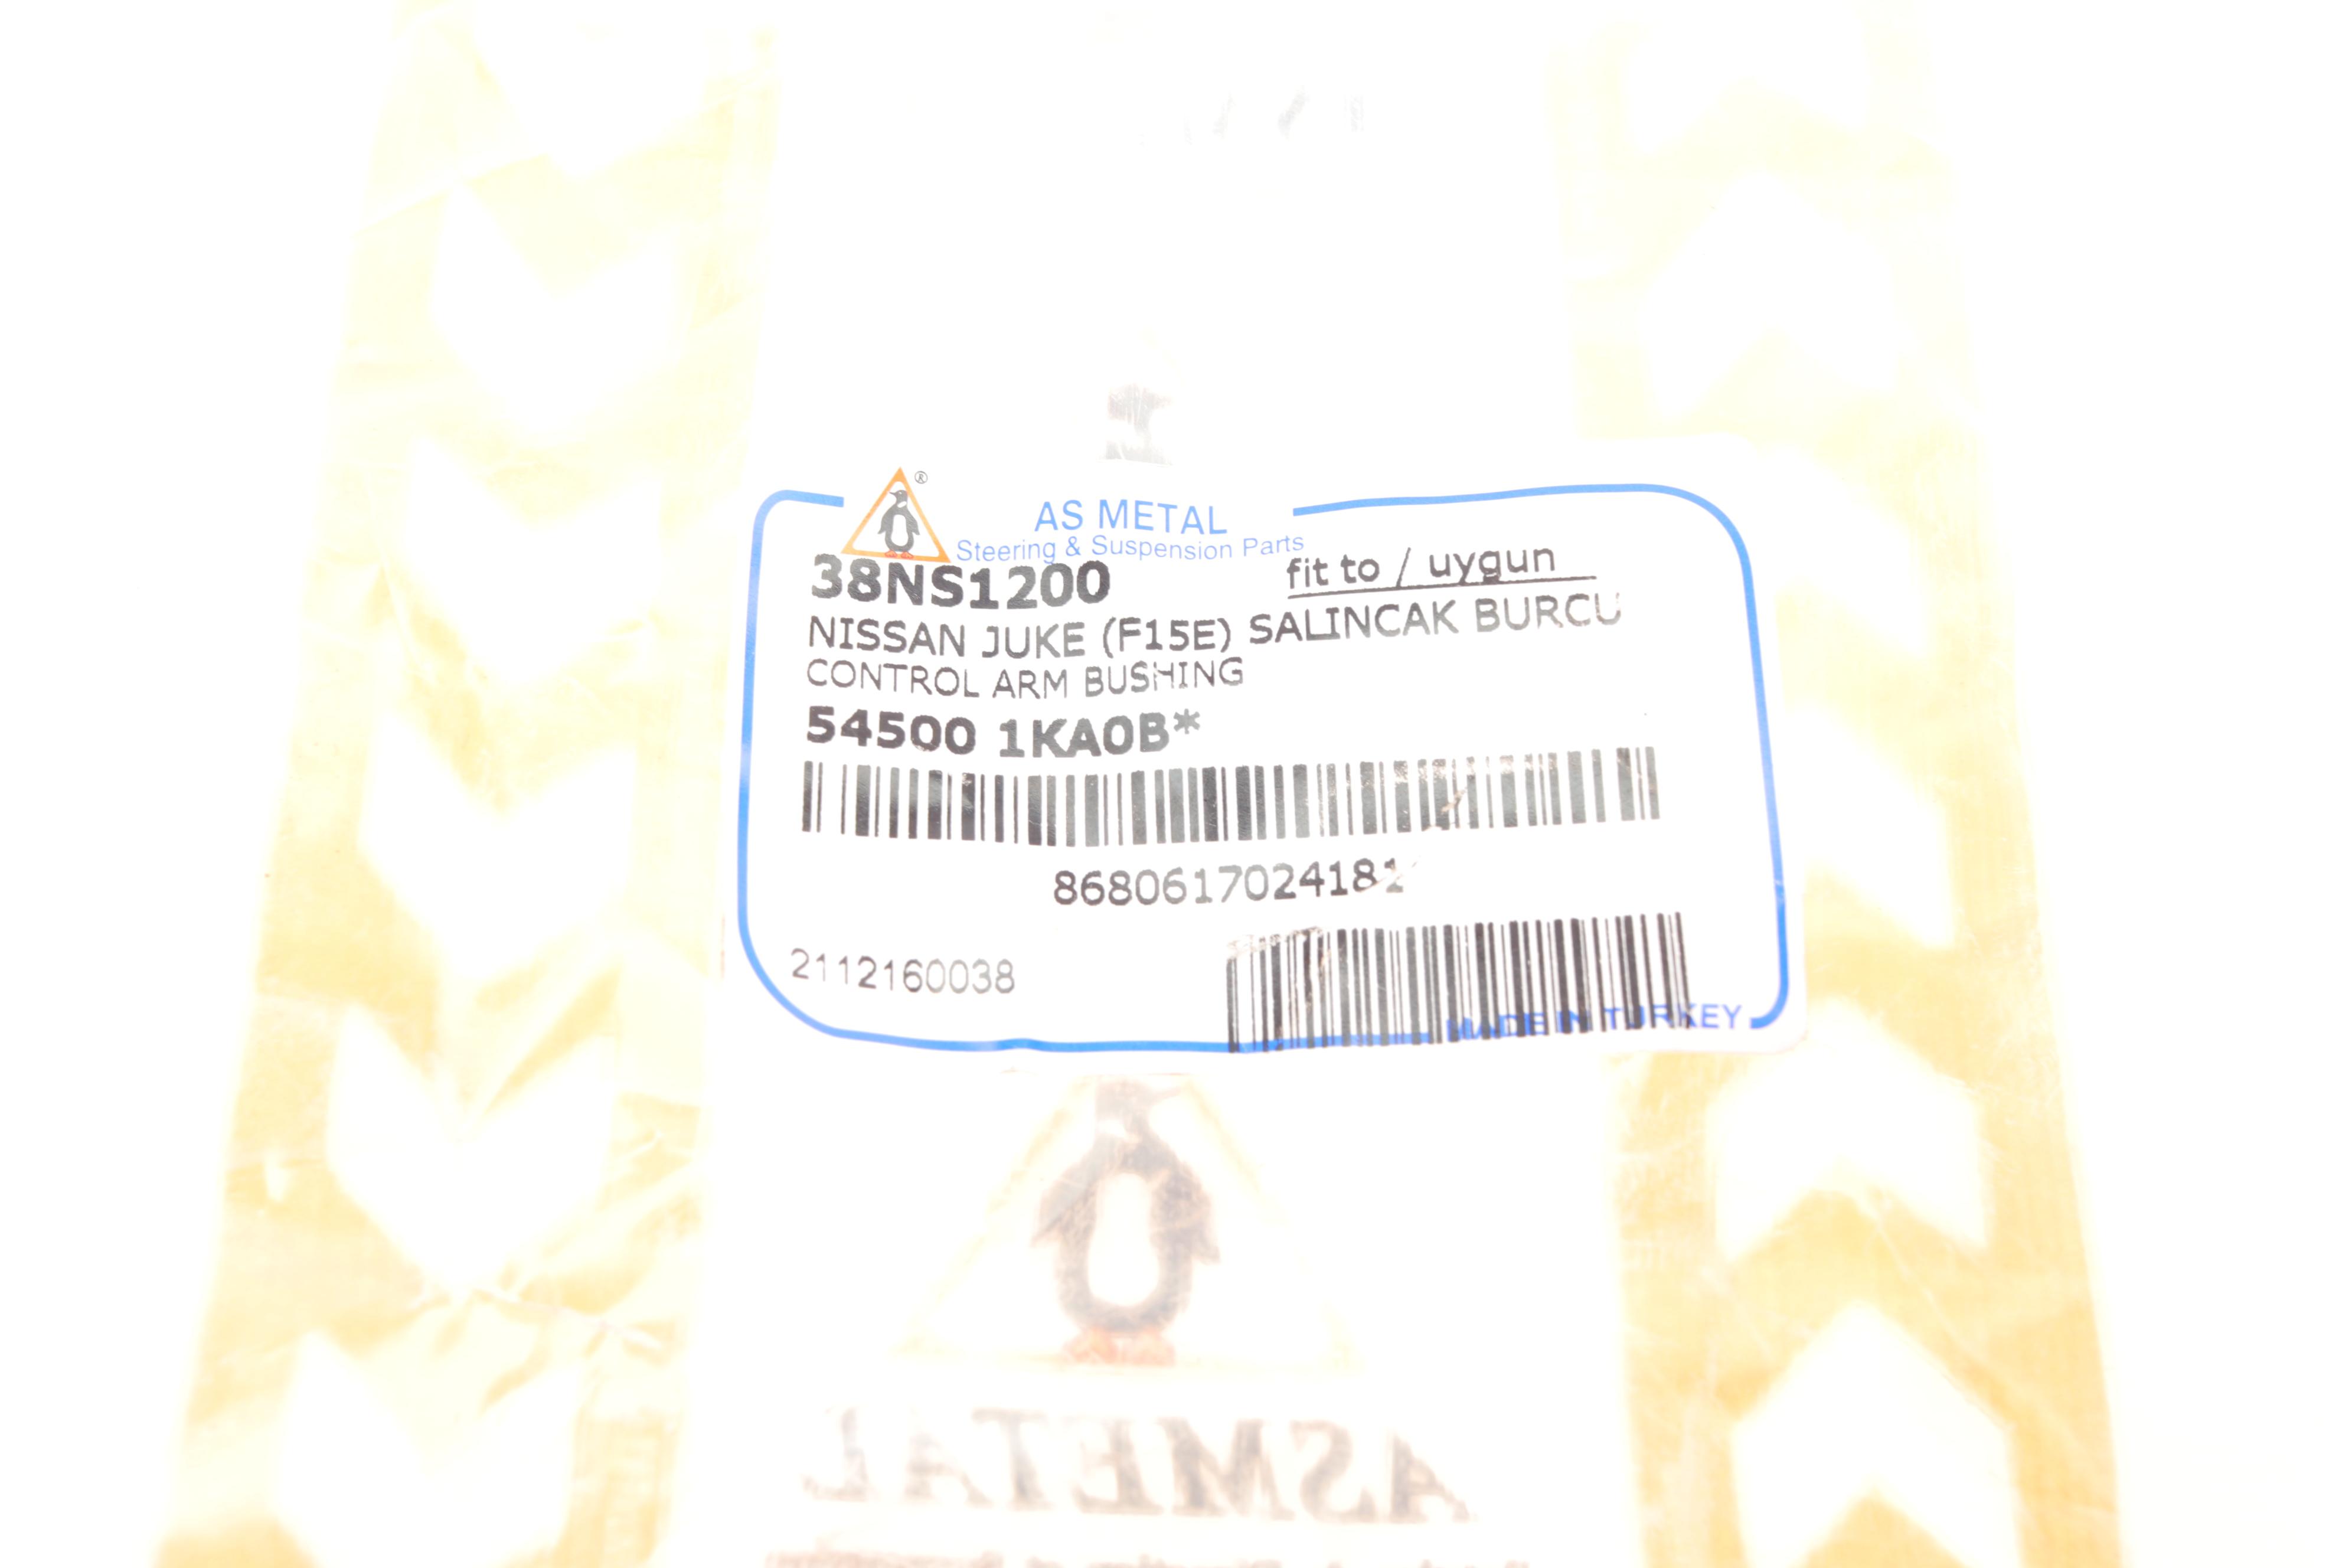 ®
AS METAL
Steering & Suspension Parts
38NS1200
fit to / uygun
NISSAN JUKE (F15E) SALINCAK BURCU
CONTROL ARM BUSHING
54500 1KA0B*
8680617024181
2112160038
MADE IN TURKEY
ASMETAL